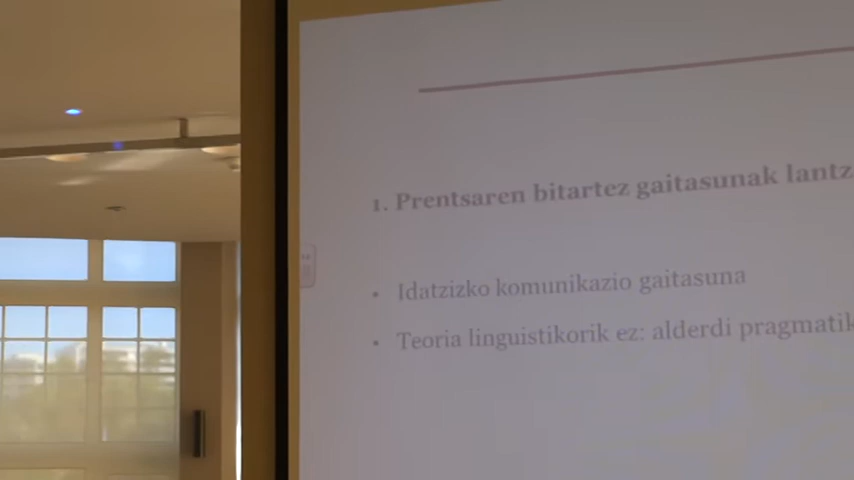 1. Prentsaren bitartez gaitasunak lantz
• Idatzizko komunikazio gaitasuna
• Teoria linguistikorik ez: alderdi pragmatik